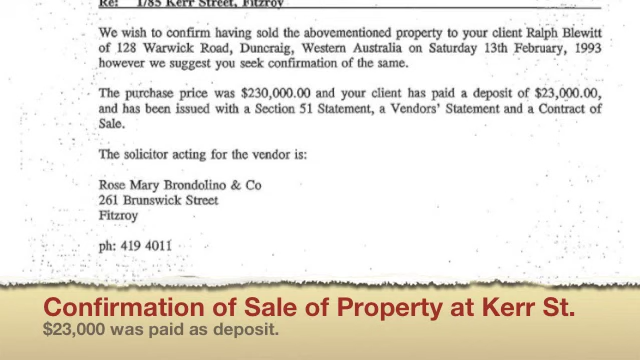 Re: 1/85 Kerr Street, Fitzroy
We wish to confirm having sold the abovementioned property to your client Ralph Blewitt
of 128 Warwick Road, Duncraig, Western Australia on Saturday 13th February, 1993
however we suggest you seek confirmation of the same.
The purchase price was $230,000.00 and your client has paid a deposit of $23,000.00,
and has been issued with a Section 51 Statement, a Vendors' Statement and a Contract of
Sale.
The solicitor acting for the vendor is:
Rose Mary Brondolino & Co
261 Brunswick Street
Fitzroy
ph: 419 4011
Confirmation of Sale of Property at Kerr St.
$23,000 was paid as deposit.